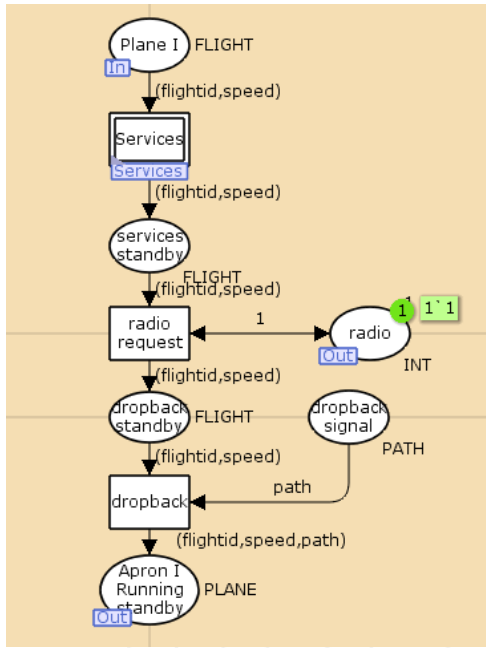 Plane I
FLIGHT
In
(flightid,speed)
Services
Services
(flightid,speed)
services
standby
FLIGHT
(flightid,speed)
radio
request
1
radio
1
1`1
Out
INT
(flightid,speed)
dropback
standby
FLIGHT
dropback
signal
PATH
(flightid,speed)
path
dropback
(flightid,speed,path)
Apron I
Running
standby
PLANE
Out